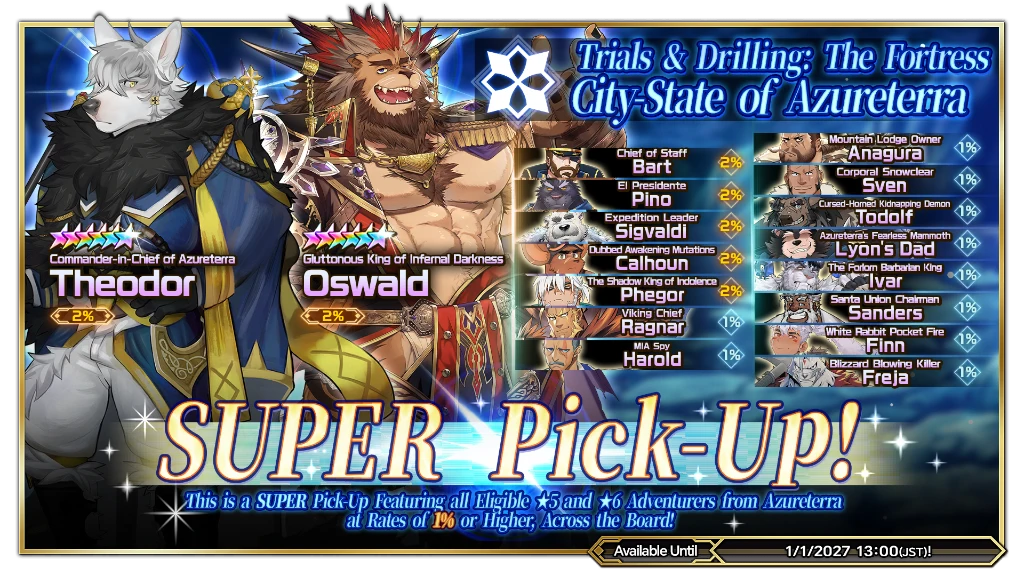 Trials & Drilling: The Fortress
City-State of Azureterra
Commander-in-Chief of Azureterra
Theodor
2%
Gluttonous King of Infernal Darkness
Oswald
2%
Chief of Staff
Bart
2%
El Presidente
Pino
2%
Expedition Leader
Sigvaldi
2%
Dubbed Awakening Mutations
Calhoun
2%
The Shadow King of Indolence
Phegor
2%
Viking Chief
Ragnar
1%
MIA Spy
Harold
1%
Mountain Lodge Owner
Anagura
1%
Corporal Snowclear
Sven
1%
Cursed-Horned Kidnapping Demon
Todolf
1%
Azureterra's Fearless Mammoth
Lyon's Dad
1%
The Forlorn Barbarian King
Ivar
1%
Santa Union Chairman
Sanders
1%
White Rabbit Pocket Fire
Finn
1%
Blizzard Blowing Killer
Freja
1%
SUPER Pick-Up!
This is a SUPER Pick-Up Featuring all Eligible ★5 and ★6 Adventurers from Azureterra
at Rates of 1% or Higher, Across the Board!
Available Until 1/1/2027 13:00(JST)!